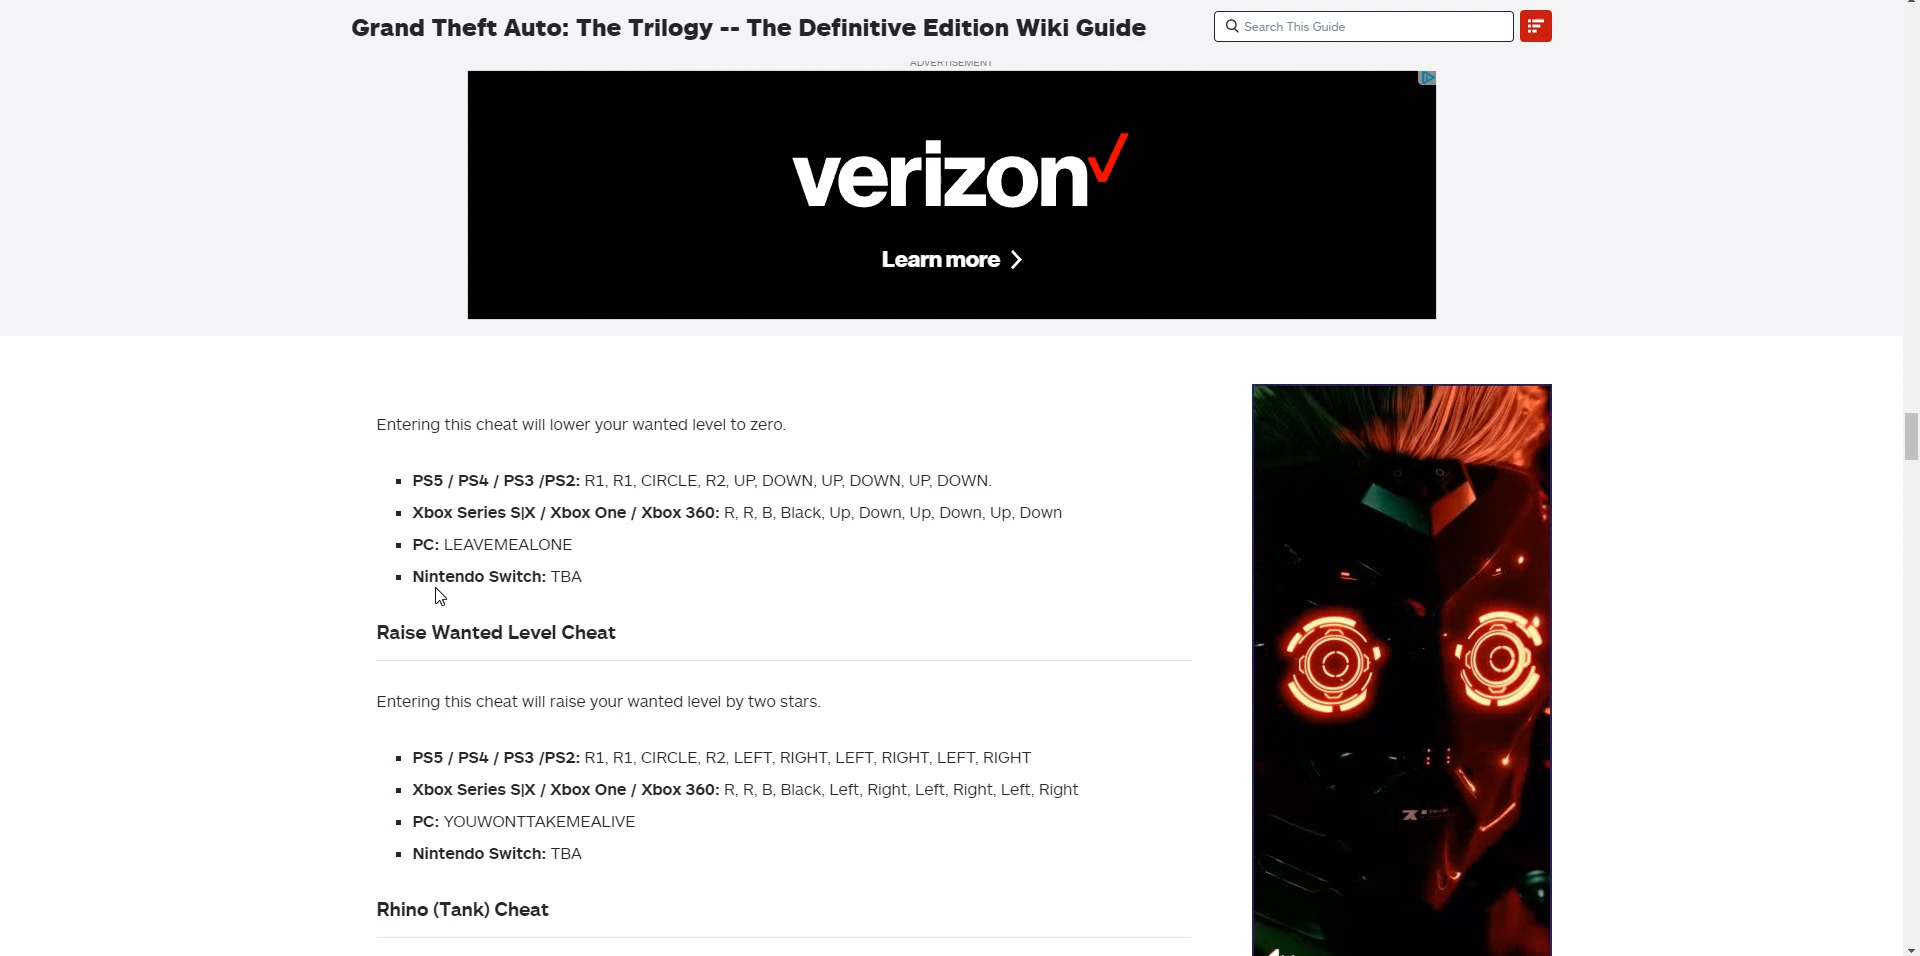 Grand Theft Auto: The Trilogy -- The Definitive Edition Wiki Guide
Search This Guide
ADVERTISEMENT
verizon
Learn more
Entering this cheat will lower your wanted level to zero.
PS5 / PS4 / PS3 /PS2: R1, R1, CIRCLE, R2, UP, DOWN, UP, DOWN, UP, DOWN.
Xbox Series S|X / Xbox One / Xbox 360: R, R, B, Black, Up, Down, Up, Down, Up, Down
PC: LEAVEMEALONE
Nintendo Switch: TBA
Raise Wanted Level Cheat
Entering this cheat will raise your wanted level by two stars.
PS5 / PS4 / PS3 /PS2: R1, R1, CIRCLE, R2, LEFT, RIGHT, LEFT, RIGHT, LEFT, RIGHT
Xbox Series S|X / Xbox One / Xbox 360: R, R, B, Black, Left, Right, Left, Right, Left, Right
PC: YOUWONTTAKEMEALIVE
Nintendo Switch: TBA
Rhino (Tank) Cheat